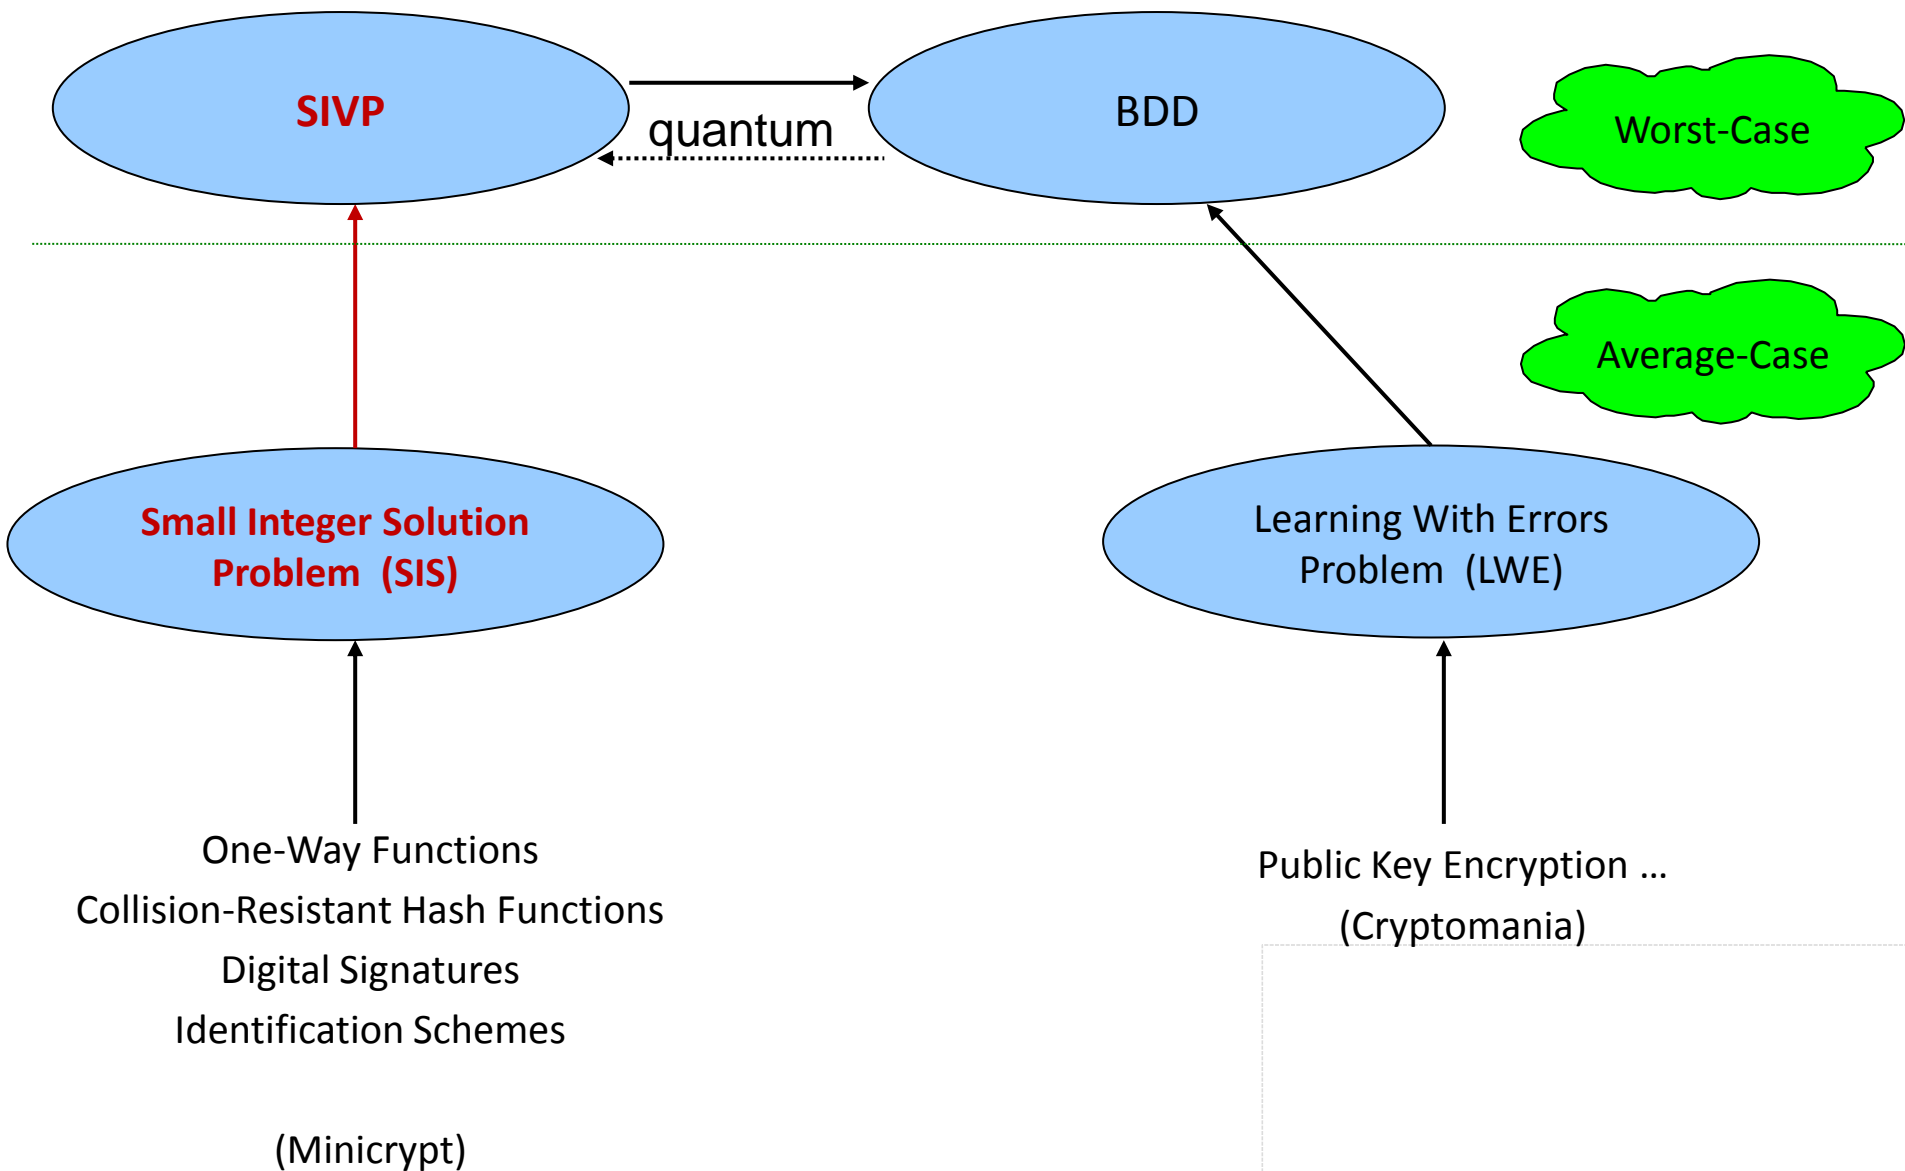 SIVP
quantum
BDD
Worst-Case
Average-Case
Small Integer Solution
Problem (SIS)
Learning With Errors
Problem (LWE)
One-Way Functions
Collision-Resistant Hash Functions
Digital Signatures
Identification Schemes
(Minicrypt)
Public Key Encryption …
(Cryptomania)